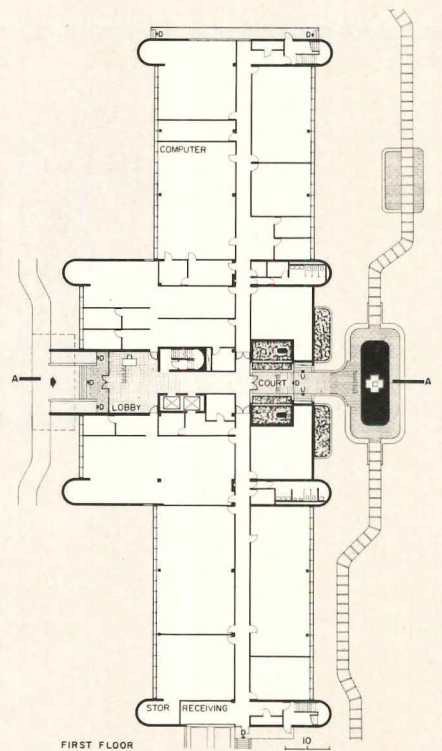 D
D
COMPUTER
U
A
D
D
D
LOBBY
COURT
D
U
U
A
STOR
RECEIVING
D
FIRST FLOOR
10